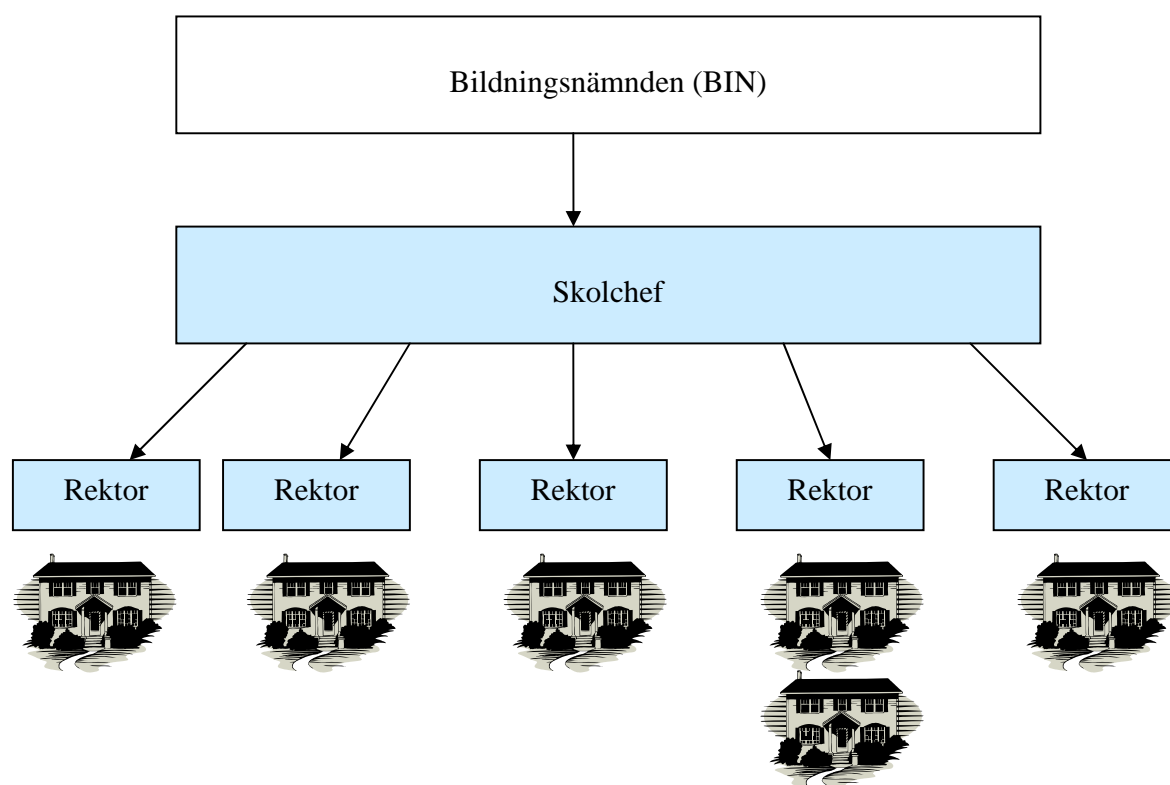 Bildningsnämnden (BIN)
Skolchef
Rektor
Rektor
Rektor
Rektor
Rektor